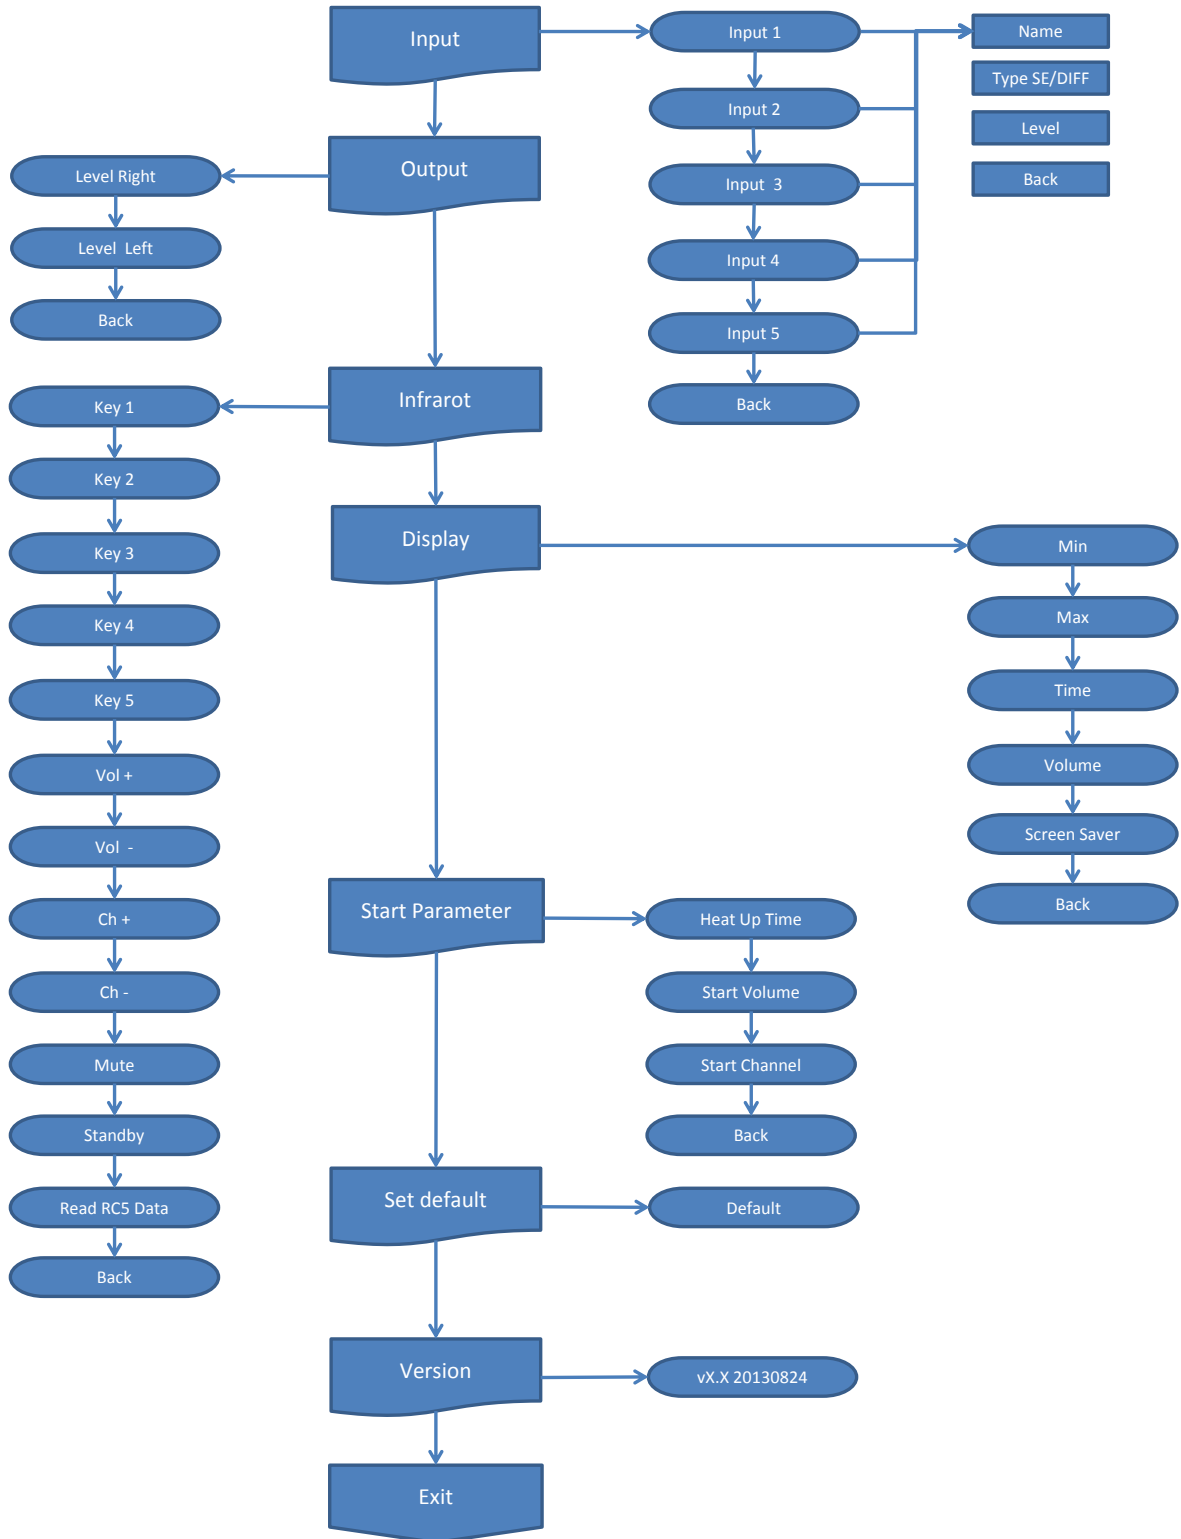 Input
Input 1
Input 2
Input  3
Input 4
Input 5
Back
Name
Type SE/DIFF
Level
Back
Output
Level Right
Level  Left
Back
Infrarot
Key 1
Key 2
Key 3
Key 4
Key 5
Vol +
Vol  -
Ch +
Ch -
Mute
Standby
Read RC5 Data
Back
Display
Min
Max
Time
Volume
Screen Saver
Back
Start Parameter
Heat Up Time
Start Volume
Start Channel
Back
Set default
Default
Version
vX.X 20130824
Exit